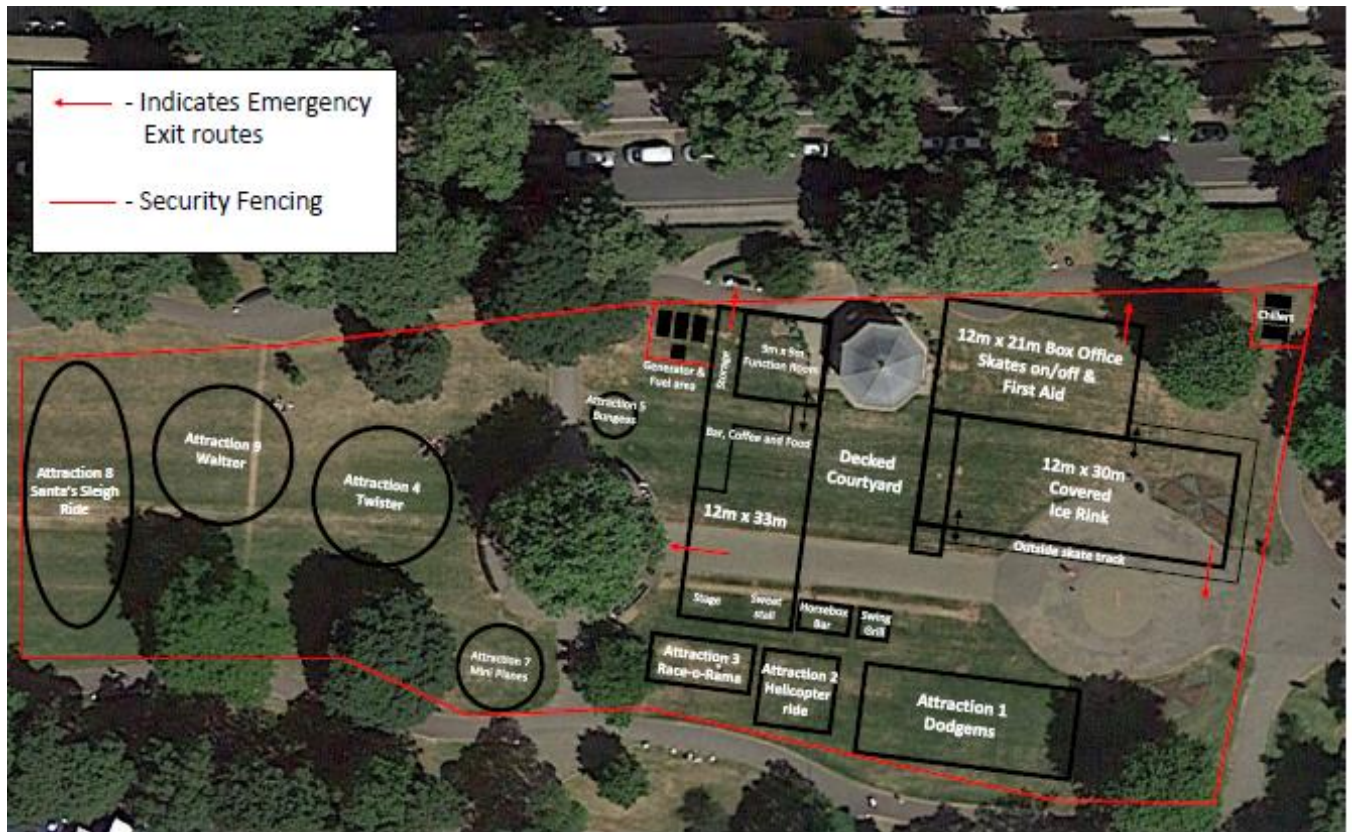 - Indicates Emergency
Exit routes
- Security Fencing
Chillers
12m x 21m Box Office
Skates on/off &
First Aid
9m x 9m
Function Room
Storage
Generator &
Fuel area
Attraction 5
Bungees
Bar, Coffee and Food
Decked
Courtyard
12m x 30m
Covered
Ice Rink
Outside skate track
12m x 33m
Attraction 9
Waltzer
Attraction 4
Twister
Attraction 8
Santa's Sleigh
Ride
Stage
Sweet
stall
Horsebox
Bar
Swing
Grill
Attraction 7
Mini Planes
Attraction 3
Race-o-Rama
Attraction 2
Helicopter
ride
Attraction 1
Dodgems